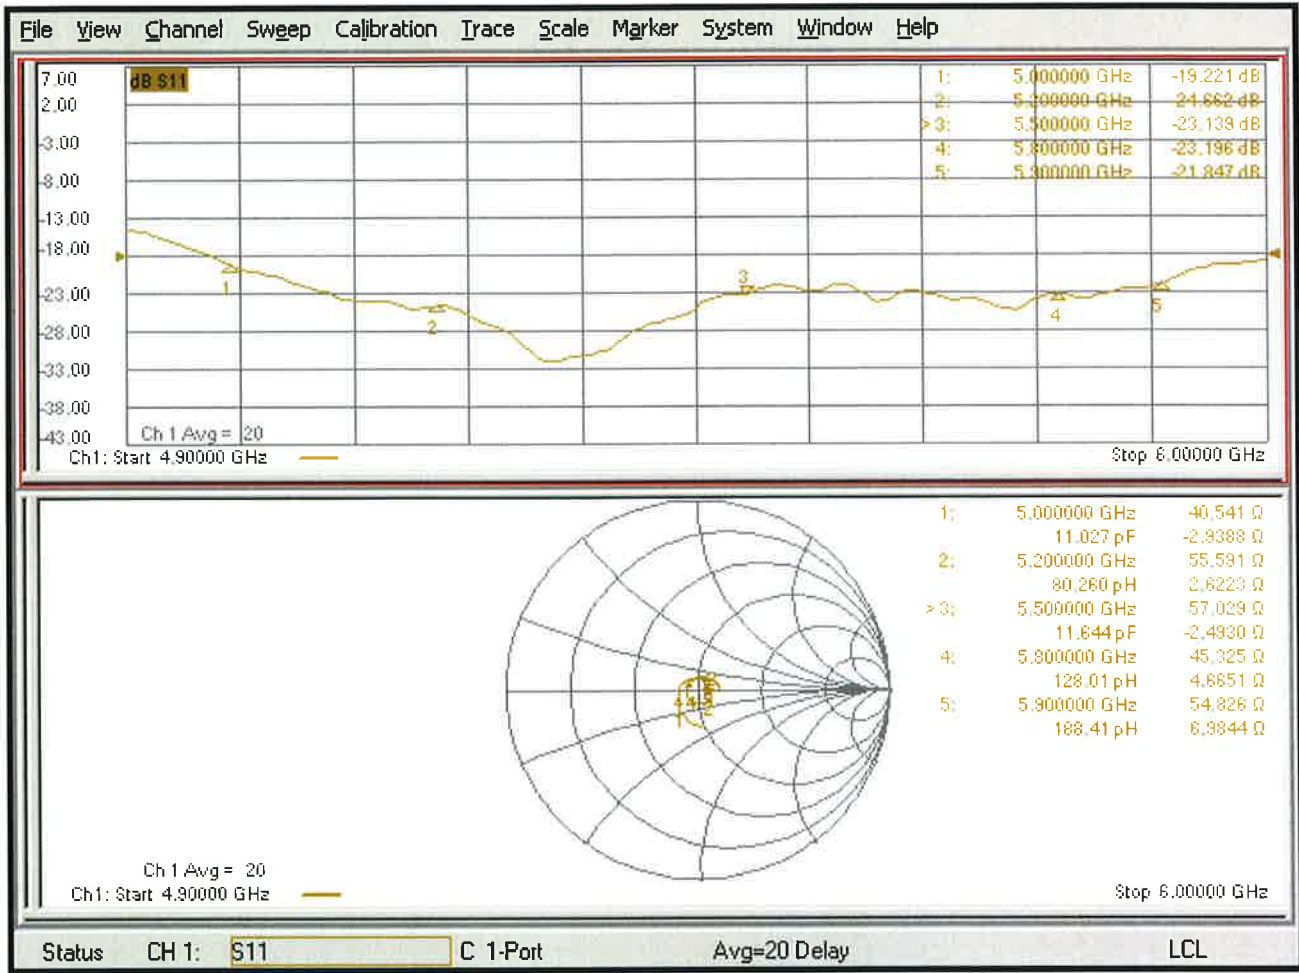 File View Channel Sweep Calibration Trace Scale Marker System Window Help
7.00
dB S11
2.00
-3.00
-8.00
-13.00
-18.00
-23.00
-28.00
-33.00
-38.00
-43.00
1: 5.000000 GHz -19.221 dB
2: 5.200000 GHz -24.662 dB
>3: 5.500000 GHz -23.139 dB
4: 5.800000 GHz -23.196 dB
5: 5.900000 GHz -21.847 dB
1
2
3
4
5
Ch 1 Avg = 20
Ch1: Start 4.90000 GHz
Stop 6.00000 GHz
1: 5.000000 GHz 40.541 Ω
11.027 pF -2.9388 Ω
2: 5.200000 GHz 55.591 Ω
80.260 pH 2.6223 Ω
>3: 5.500000 GHz 57.029 Ω
11.644 pF -2.4930 Ω
4: 5.800000 GHz 45.325 Ω
128.01 pH 4.6651 Ω
5: 5.900000 GHz 54.826 Ω
188.41 pH 6.9844 Ω
Ch 1 Avg = 20
Ch1: Start 4.90000 GHz
Stop 6.00000 GHz
Status CH 1: S11 C 1-Port Avg=20 Delay LCL